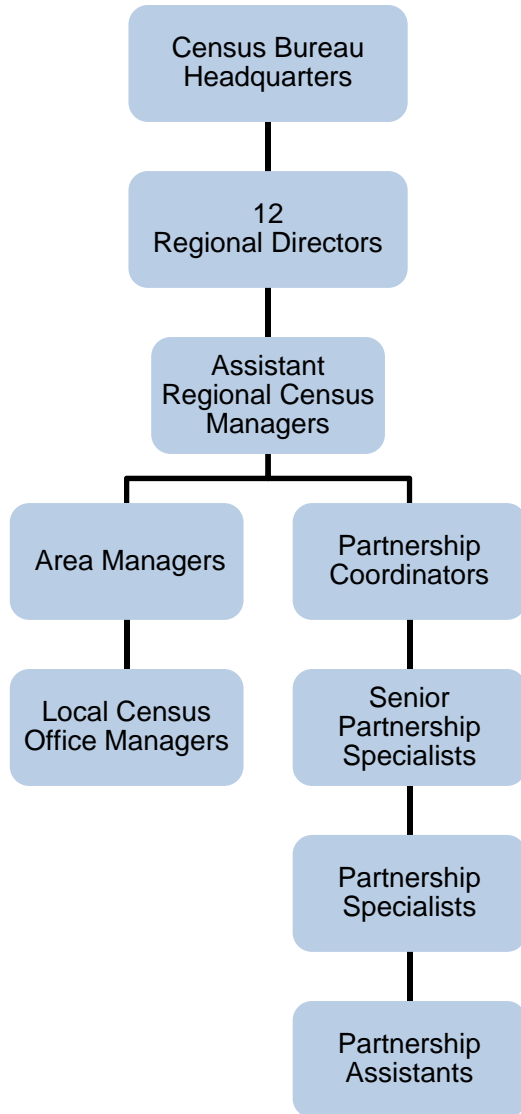 Census Bureau
Headquarters
12
Regional Directors
Assistant
Regional Census
Managers
Area Managers
Partnership
Coordinators
Local Census
Office Managers
Senior
Partnership
Specialists
Partnership
Specialists
Partnership
Assistants